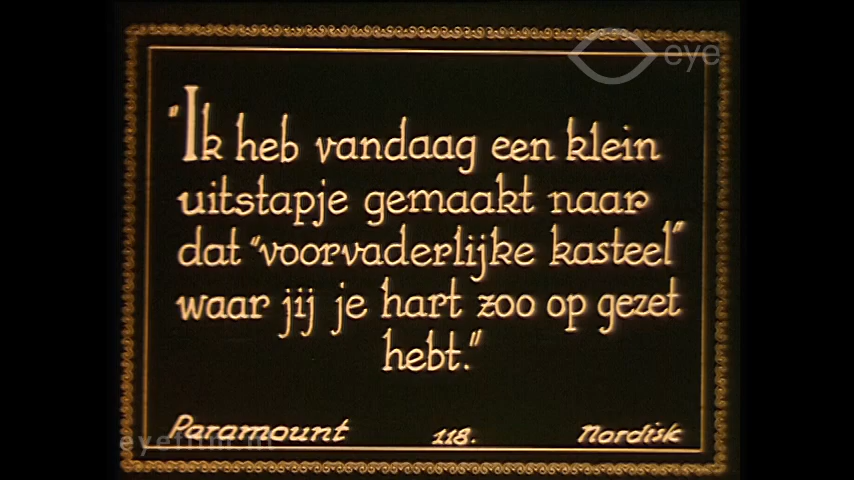 eye
"Ik heb vandaag een klein
uitstapje gemaakt naar
dat "voorvaderlijke kasteel"
waar jij je hart zoo op gezet
hebt."
Paramount 118. Nordisk
eyefilm.nl